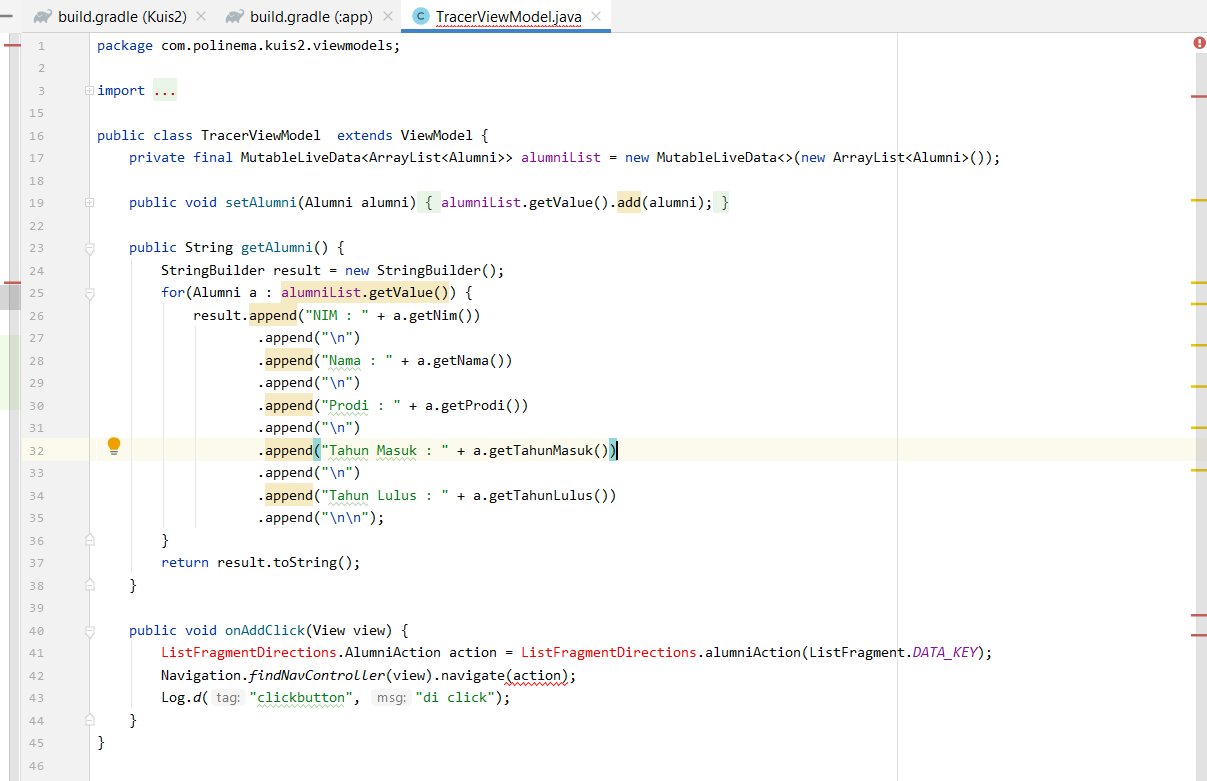 build.gradle (Kuis2) build.gradle (:app) C TracerViewModel.java
1 package com.polinema.kuis2.viewmodels;
2
3 import ...
15
16 public class TracerViewModel  extends ViewModel {
17     private final MutableLiveData<ArrayList<Alumni>> alumniList = new MutableLiveData<>(new ArrayList<Alumni>());
18
19     public void setAlumni(Alumni alumni) { alumniList.getValue().add(alumni); }
22
23     public String getAlumni() {
24         StringBuilder result = new StringBuilder();
25         for(Alumni a : alumniList.getValue()) {
26             result.append("NIM : " + a.getNim())
27                     .append("\n")
28                     .append("Nama : " + a.getNama())
29                     .append("\n")
30                     .append("Prodi : " + a.getProdi())
31                     .append("\n")
32                     .append("Tahun Masuk : " + a.getTahunMasuk())
33                     .append("\n")
34                     .append("Tahun Lulus : " + a.getTahunLulus())
35                     .append("\n\n");
36         }
37         return result.toString();
38     }
39
40     public void onAddClick(View view) {
41         ListFragmentDirections.AlumniAction action = ListFragmentDirections.alumniAction(ListFragment.DATA_KEY);
42         Navigation.findNavController(view).navigate(action);
43         Log.d( tag: "clickbutton",  msg: "di click");
44     }
45 }
46